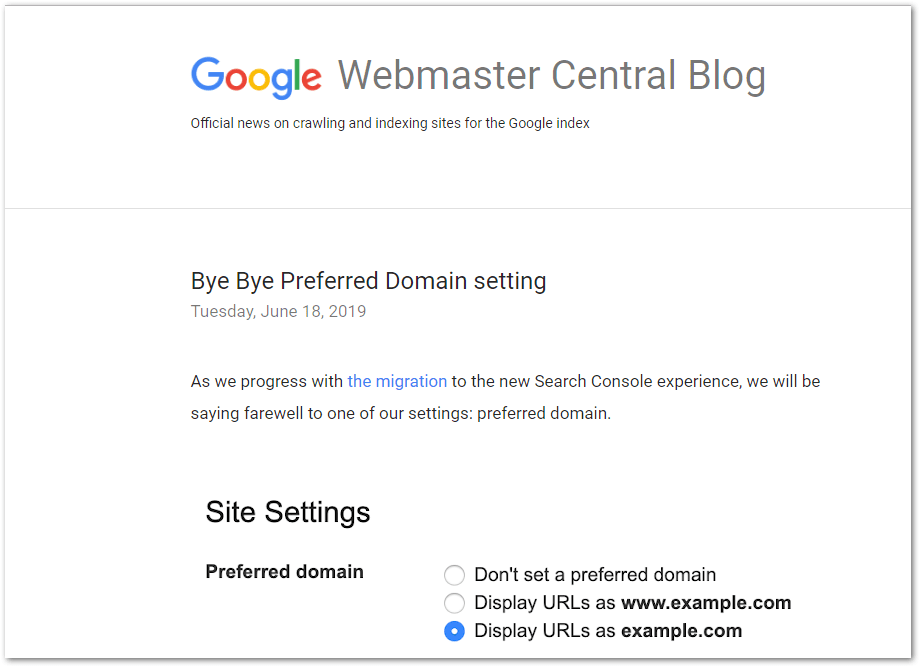 Google Webmaster Central Blog
Official news on crawling and indexing sites for the Google index
Bye Bye Preferred Domain setting
Tuesday, June 18, 2019
As we progress with the migration to the new Search Console experience, we will be
saying farewell to one of our settings: preferred domain.
Site Settings
Preferred domain
Don't set a preferred domain
Display URLs as www.example.com
Display URLs as example.com